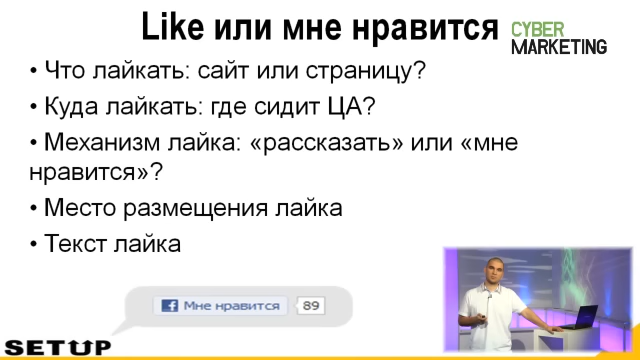 Like или мне нравится
CYBER
MARKETING
• Что лайкать: сайт или страницу?
• Куда лайкать: где сидит ЦА?
• Механизм лайка: «рассказать» или «мне
нравится»?
• Место размещения лайка
• Текст лайка
Мне нравится 89
SETUP